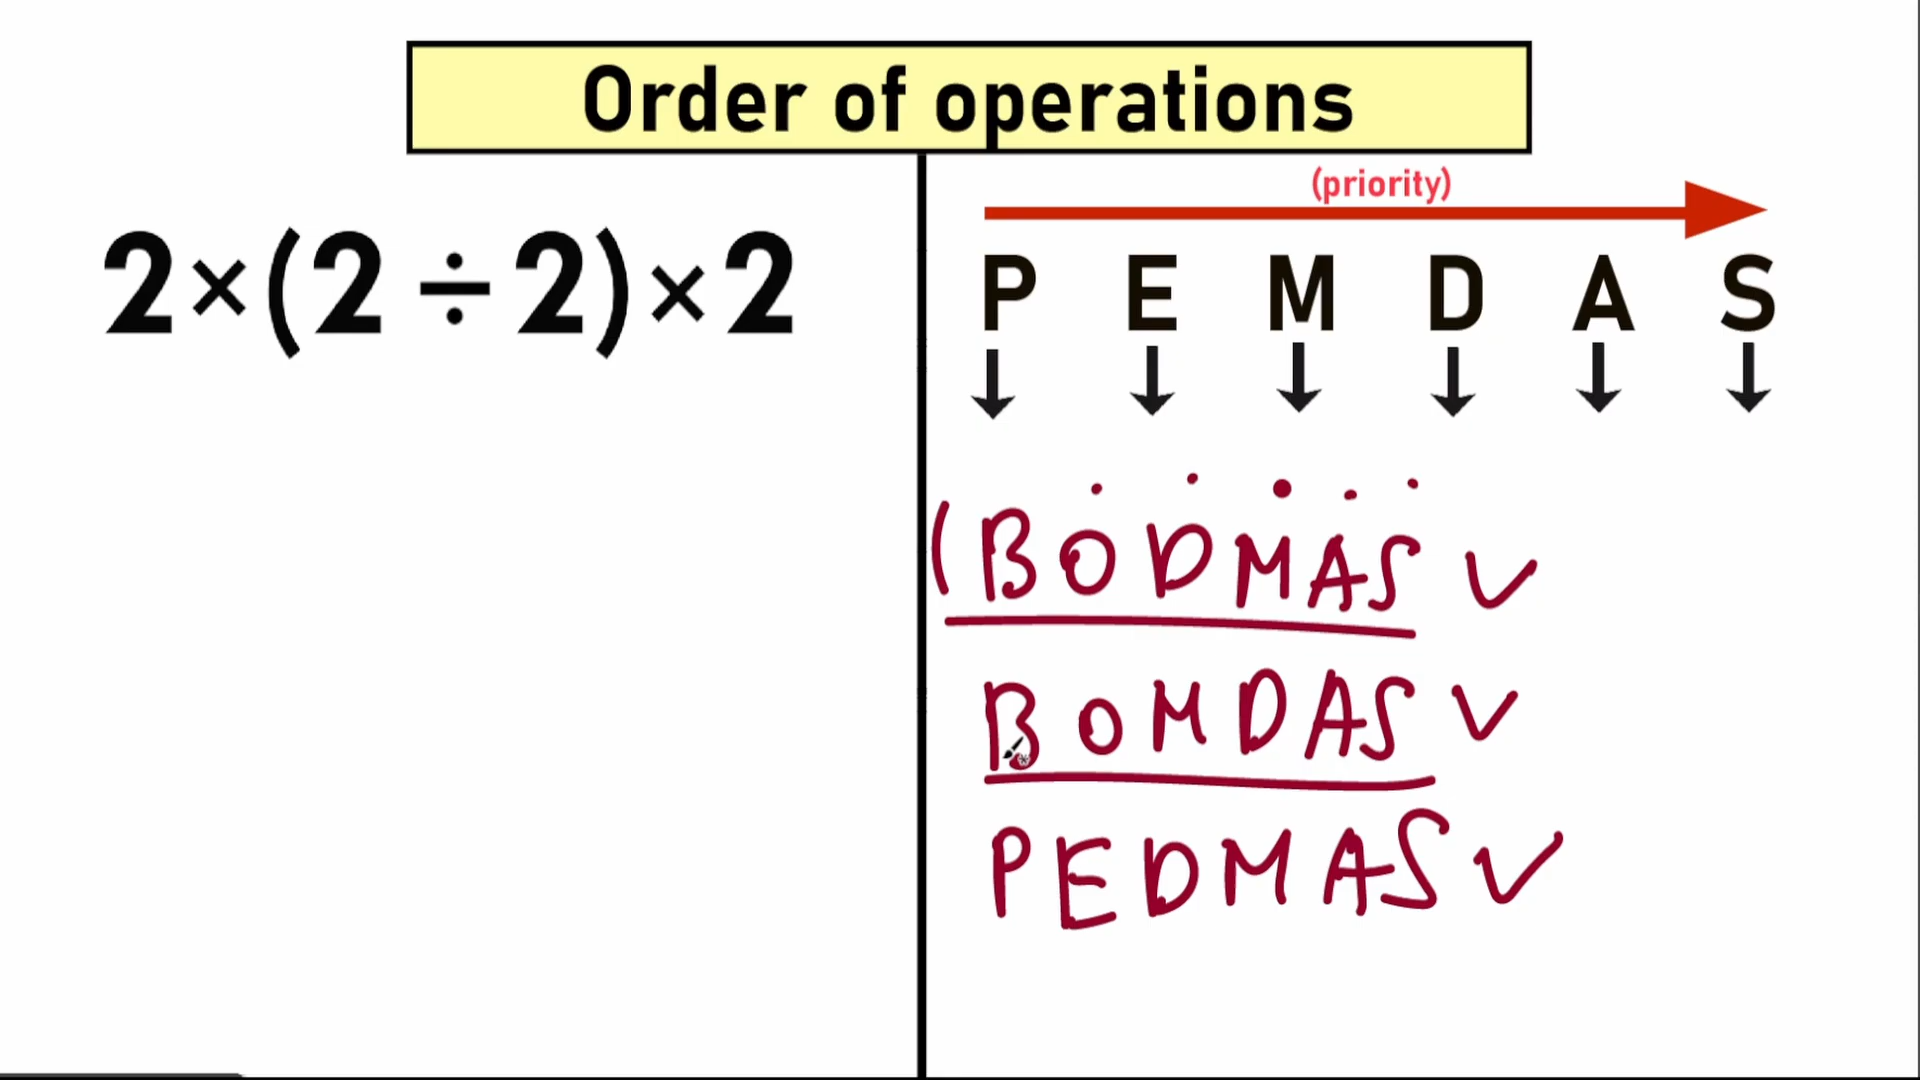 Order of operations
2×(2÷2)×2
(priority)
P E M D A S
(BODMAS
BOMDAS
PEDMAS